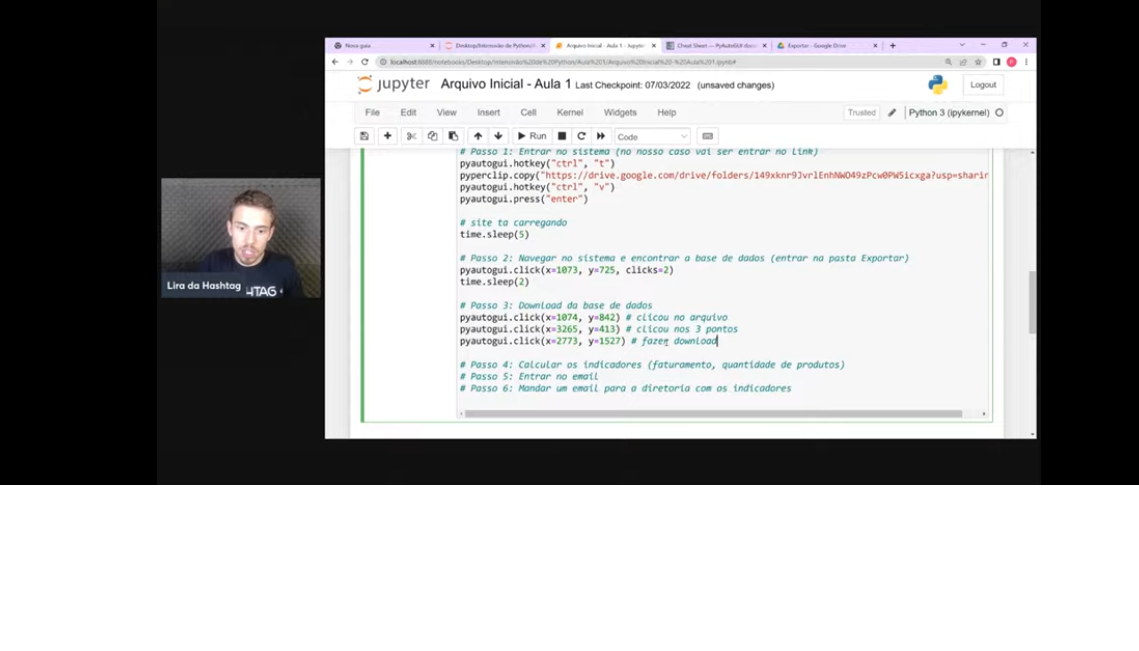 Nova guia
Desktop/Intensivão de Python/A
Arquivo Inicial - Aula 1 - Jupyter
Cheat Sheet — PyAutoGUI docu
Exportar - Google Drive
localhost:8888/notebooks/Desktop/Intensivão%20de%20Python/Aula%201/Arquivo%20Inicial%20-%20Aula%201.ipynb#
jupyter Arquivo Inicial - Aula 1 Last Checkpoint: 07/03/2022 (unsaved changes)
Logout
File Edit View Insert Cell Kernel Widgets Help
Trusted
Python 3 (ipykernel)
Run
Code
# Passo 1: Entrar no sistema (no nosso caso vai ser entrar no link)
pyautogui.hotkey("ctrl", "t")
pyperclip.copy("https://drive.google.com/drive/folders/149xknr9JvrlEnhNWO49zPcw0PW5icxga?usp=sharin
pyautogui.hotkey("ctrl", "v")
pyautogui.press("enter")
# site ta carregando
time.sleep(5)
# Passo 2: Navegar no sistema e encontrar a base de dados (entrar na pasta Exportar)
pyautogui.click(x=1073, y=725, clicks=2)
time.sleep(2)
# Passo 3: Download da base de dados
pyautogui.click(x=1074, y=842) # clicou no arquivo
pyautogui.click(x=3265, y=413) # clicou nos 3 pontos
pyautogui.click(x=2773, y=1527) # fazer download
# Passo 4: Calcular os indicadores (faturamento, quantidade de produtos)
# Passo 5: Entrar no email
# Passo 6: Mandar um email para a diretoria com os indicadores
Lira da Hashtag
HTAG